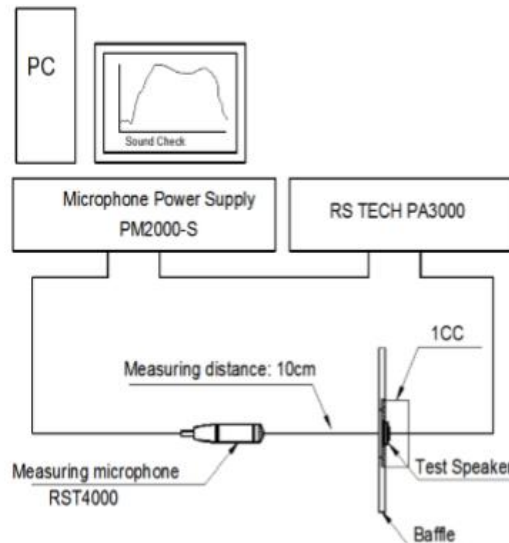 PC
Sound Check
Microphone Power Supply
PM2000-S
RS TECH PA3000
1CC
Measuring distance: 10cm
Measuring microphone
RST4000
Test Speaker
Baffle